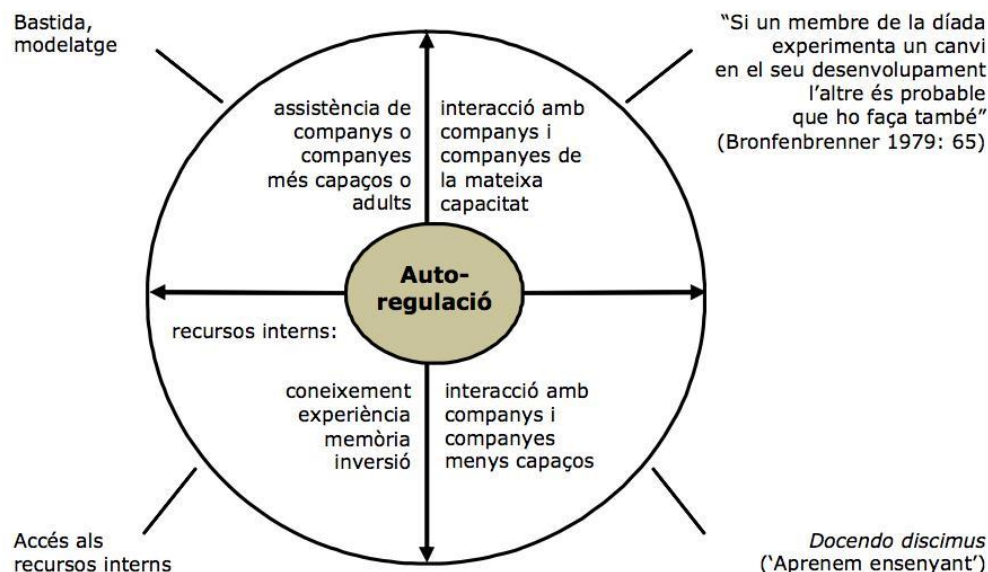 Bastida,
modelatge
“Si un membre de la díada
experimenta un canvi
en el seu desenvolupament
l’altre és probable
que ho faça també”
(Bronfenbrenner 1979: 65)
assistència de
companys o
companyes
més capaços o
adults
interacció amb
companys i
companyes de
la mateixa
capacitat
Auto-
regulació
recursos interns:
coneixement
experiència
memòria
inversió
interacció amb
companys i
companyes
menys capaços
Accés als
recursos interns
Docendo discimus
(‘Aprenem ensenyant’)